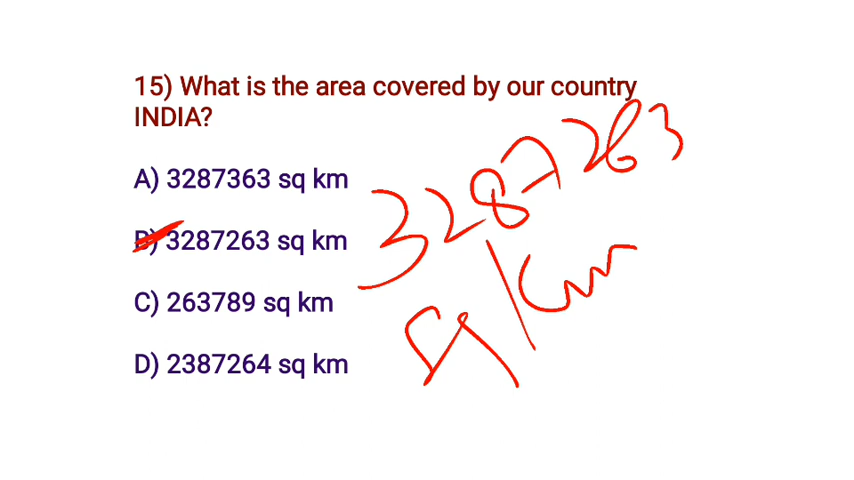 15) What is the area covered by our country
INDIA?
A) 3287363 sq km
B) 3287263 sq km
C) 263789 sq km
D) 2387264 sq km
3287263
Sq Km